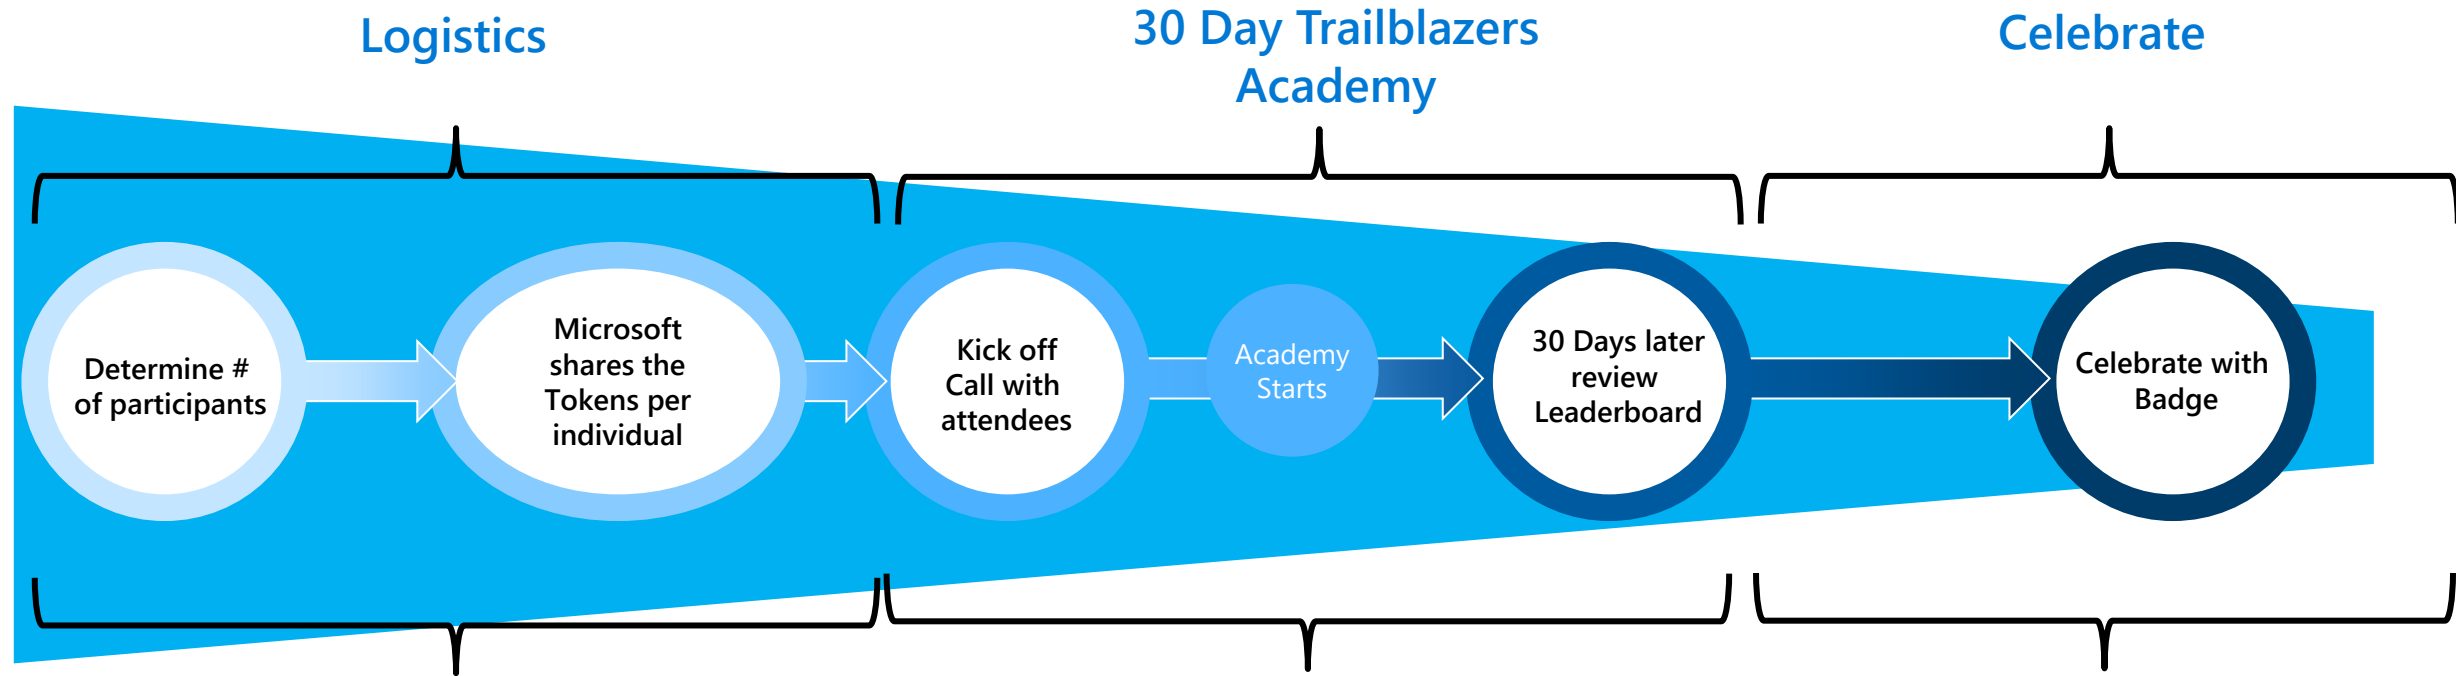 Logistics
30 Day Trailblazers
Academy
Celebrate
Determine #
of participants
Microsoft
shares the
Tokens per
individual
Kick off
Call with
attendees
Academy
Starts
30 Days later
review
Leaderboard
Celebrate with
Badge